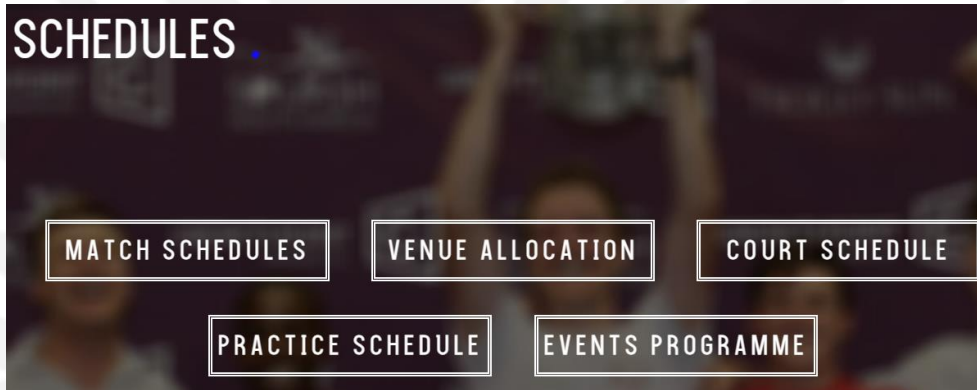 SCHEDULES .
MATCH SCHEDULES
VENUE ALLOCATION
COURT SCHEDULE
PRACTICE SCHEDULE
EVENTS PROGRAMME